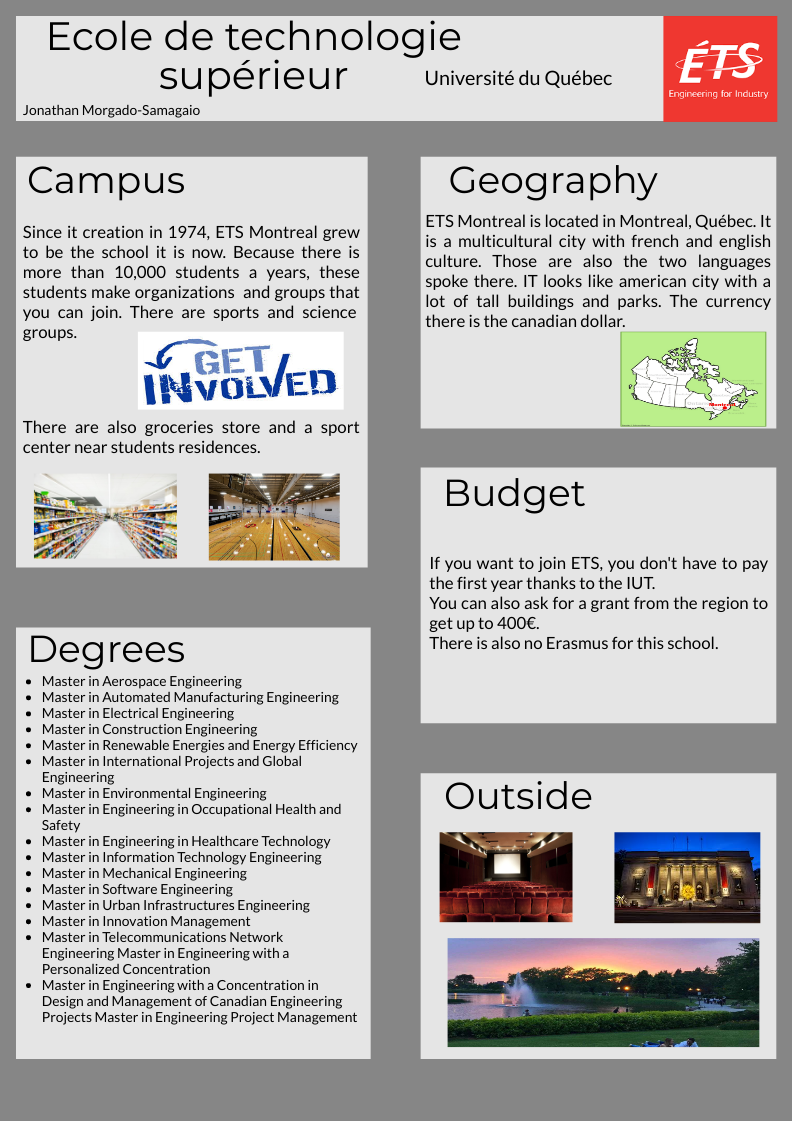 Ecole de technologie
supérieur
Université du Québec
Jonathan Morgado-Samagaio
ÉTS
Engineering for Industry
Campus
Since it creation in 1974, ETS Montreal grew
to be the school it is now. Because there is
more than 10,000 students a years, these
students make organizations and groups that
you can join. There are sports and science
groups.
GET
INVOLVED
There are also groceries store and a sport
center near students residences.
Degrees
Master in Aerospace Engineering
Master in Automated Manufacturing Engineering
Master in Electrical Engineering
Master in Construction Engineering
Master in Renewable Energies and Energy Efficiency
Master in International Projects and Global
Engineering
Master in Environmental Engineering
Master in Engineering in Occupational Health and
Safety
Master in Engineering in Healthcare Technology
Master in Information Technology Engineering
Master in Mechanical Engineering
Master in Software Engineering
Master in Urban Infrastructures Engineering
Master in Innovation Management
Master in Telecommunications Network
Engineering Master in Engineering with a
Personalized Concentration
Master in Engineering with a Concentration in
Design and Management of Canadian Engineering
Projects Master in Engineering Project Management
Geography
ETS Montreal is located in Montreal, Québec. It
is a multicultural city with french and english
culture. Those are also the two languages
spoke there. IT looks like american city with a
lot of tall buildings and parks. The currency
there is the canadian dollar.
Montreal
Budget
If you want to join ETS, you don't have to pay
the first year thanks to the IUT.
You can also ask for a grant from the region to
get up to 400€.
There is also no Erasmus for this school.
Outside